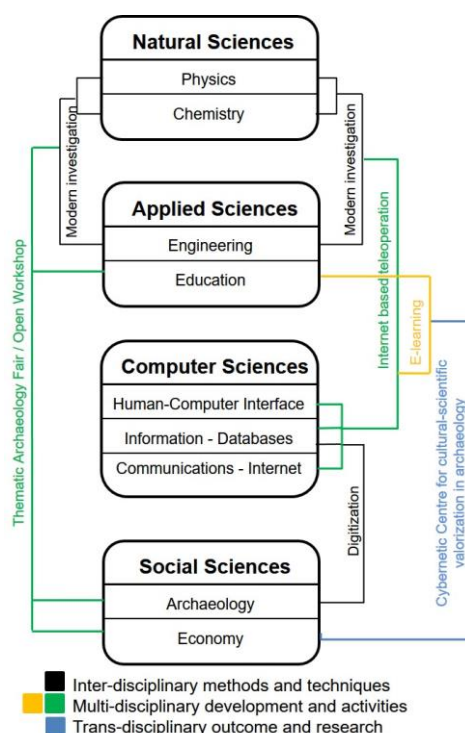 Natural Sciences
Physics
Chemistry
Modern investigation
Modern investigation
Applied Sciences
Engineering
Education
Thematic Archaeology Fair / Open Workshop
Internet based teleoperation
E-learning
Computer Sciences
Human-Computer Interface
Information - Databases
Communications - Internet
Digitization
Cybernetic Centre for cultural-scientific
valorization in archaeology
Social Sciences
Archaeology
Economy
Inter-disciplinary methods and techniques
Multi-disciplinary development and activities
Trans-disciplinary outcome and research